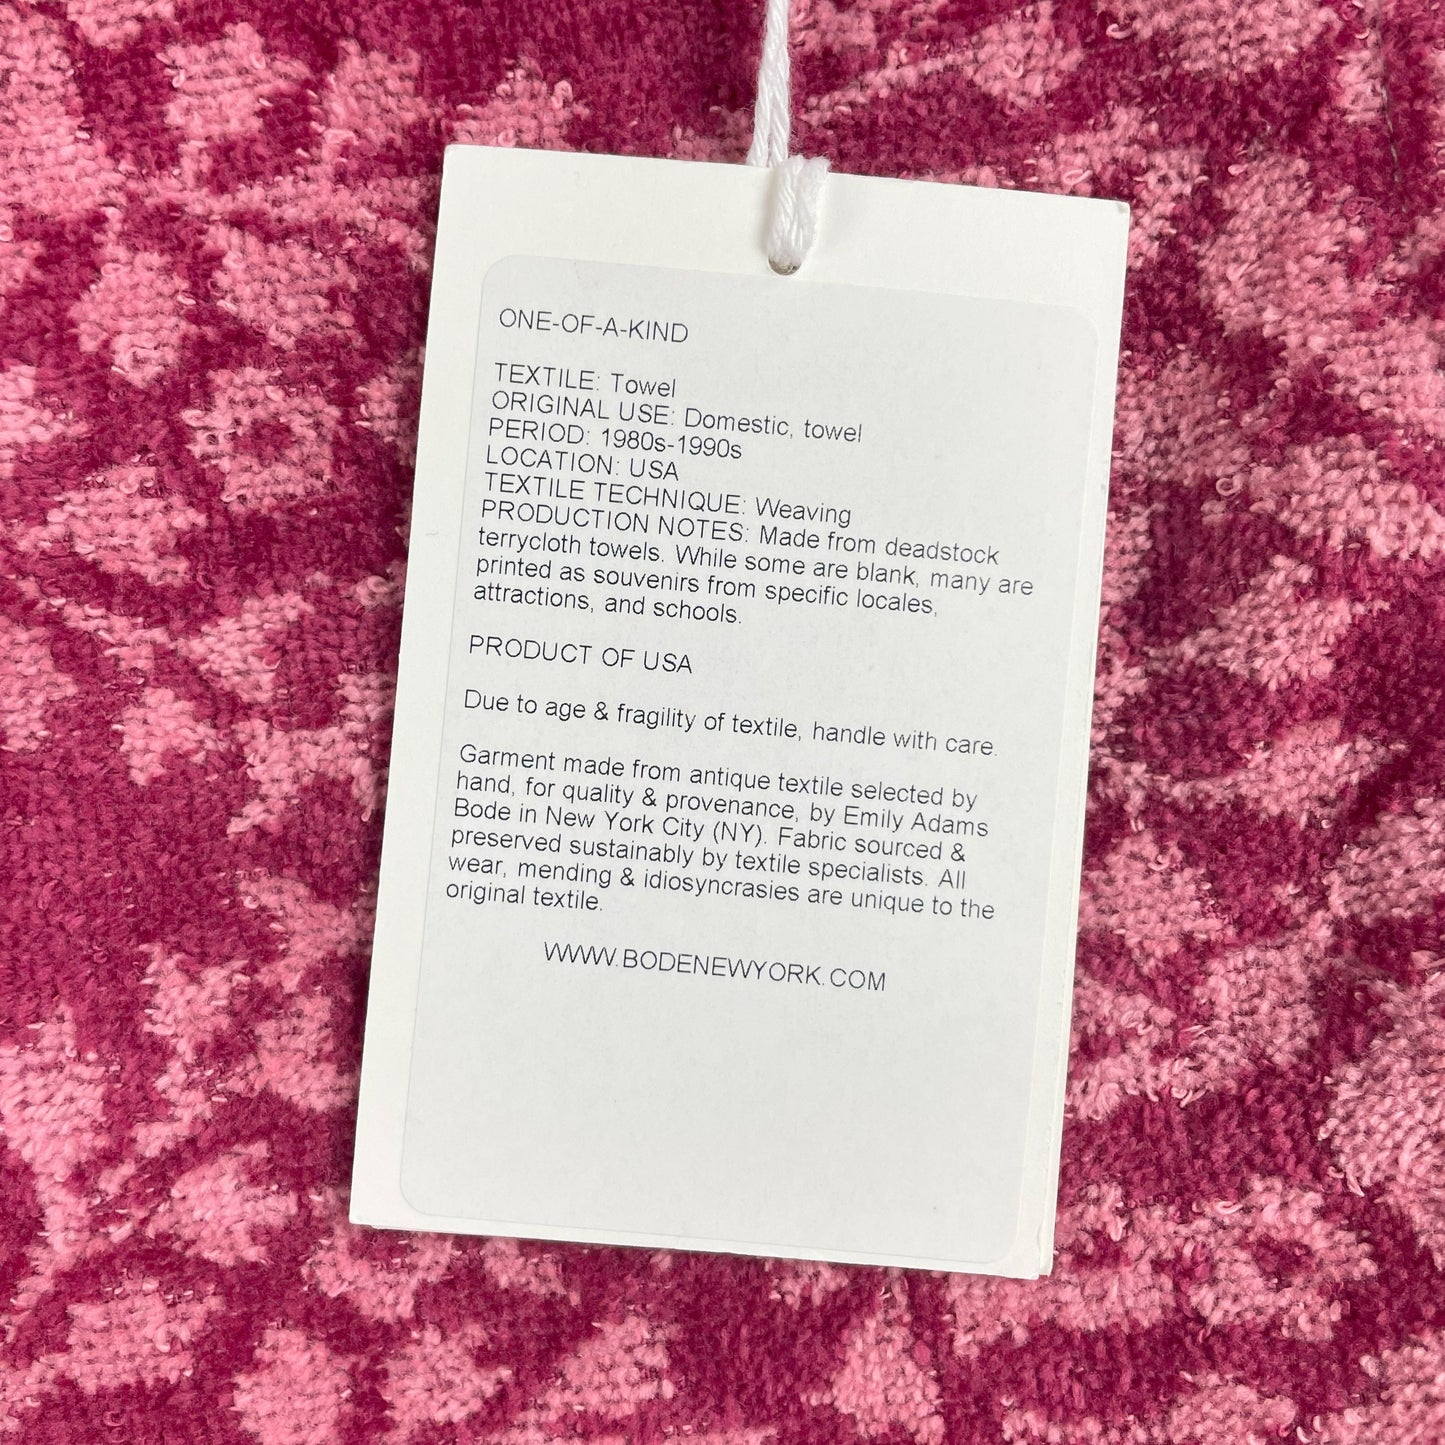 ONE-OF-A-KIND
TEXTILE: Towel
ORIGINAL USE: Domestic, towel
PERIOD: 1980s-1990s
LOCATION: USA
TEXTILE TECHNIQUE: Weaving
PRODUCTION NOTES: Made from deadstock
terrycloth towels. While some are blank, many are
printed as souvenirs from specific locales,
attractions, and schools.
PRODUCT OF USA
Due to age & fragility of textile, handle with care.
Garment made from antique textile selected by
hand, for quality & provenance, by Emily Adams
Bode in New York City (NY). Fabric sourced &
preserved sustainably by textile specialists. All
wear, mending & idiosyncrasies are unique to the
original textile.
WWW.BODENEWYORK.COM